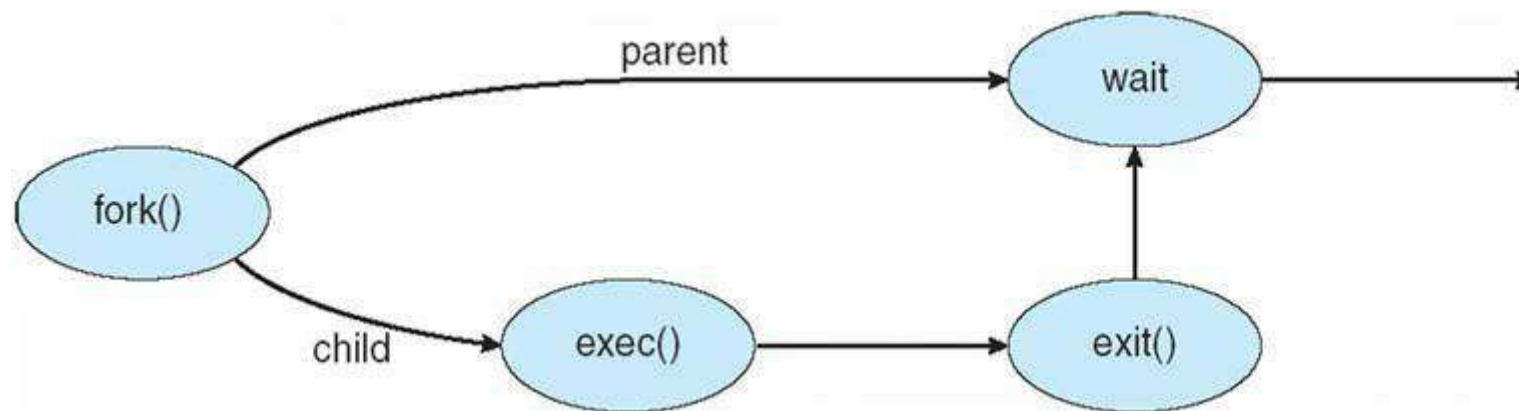 parent
wait
fork()
child
exec()
exit()